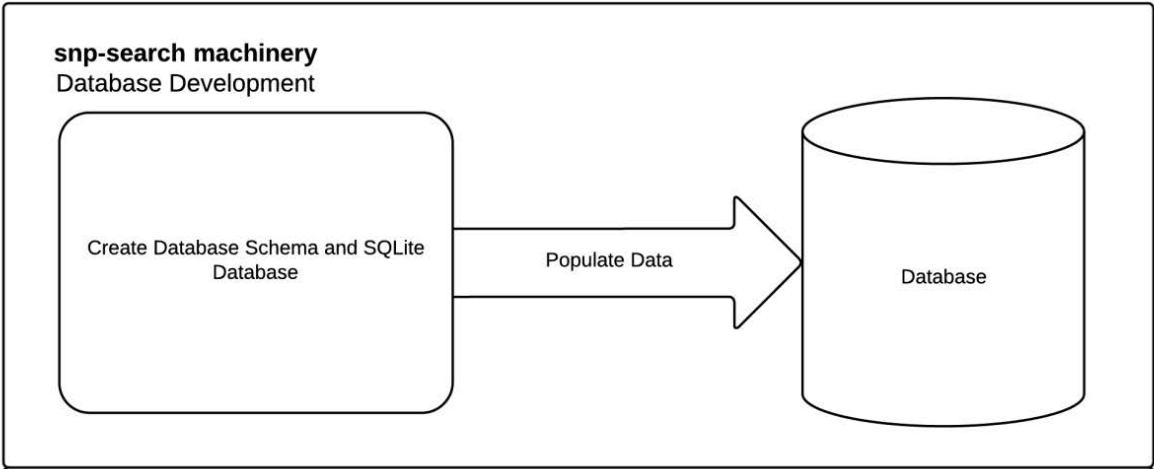 snp-search machinery
Database Development
Create Database Schema and SQLite
Database
Populate Data
Database